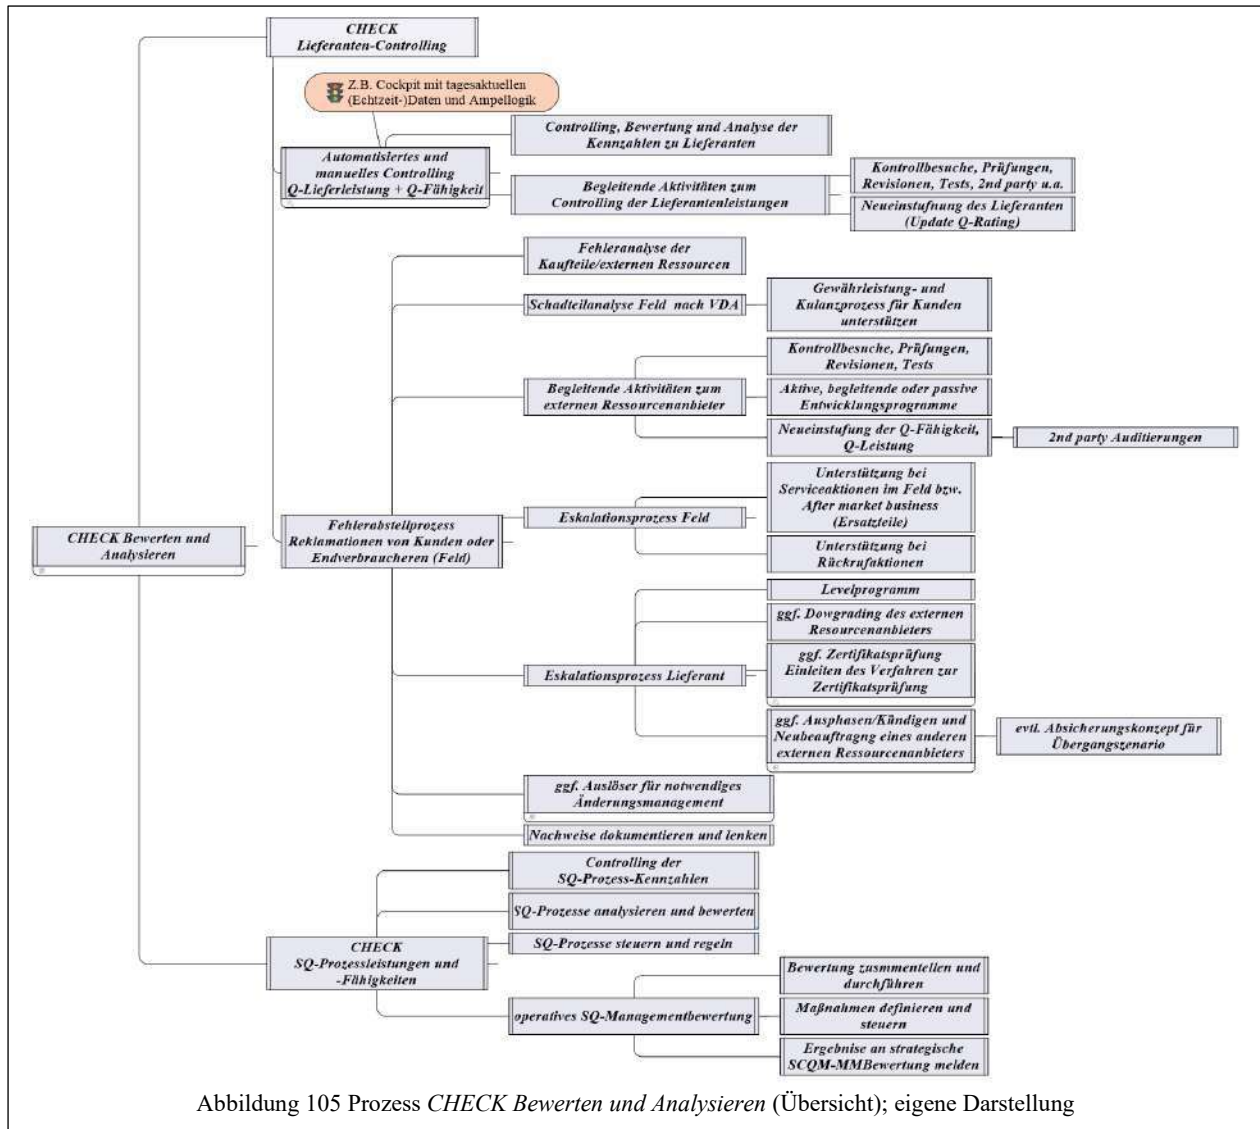 CHECK
Lieferanten-Controlling
Z.B. Cockpit mit tagesaktuellen
(Echtzeit-)Daten und Ampellogik
Automatisiertes und
manuelles Controlling
Q-Lieferleistung + Q-Fähigkeit
Controlling, Bewertung und Analyse der
Kennzahlen zu Lieferanten
Begleitende Aktivitäten zum
Controlling der Lieferantenleistungen
Kontrollbesuche, Prüfungen,
Revisionen, Tests, 2nd party u.a.
Neueinstufnung des Lieferanten
(Update Q-Rating)
CHECK Bewerten und
Analysieren
Fehlerabstellprozess
Reklamationen von Kunden oder
Endverbraucheren (Feld)
Fehleranalyse der
Kaufteile/externen Ressourcen
Schadteilanalyse Feld nach VDA
Gewährleistung- und
Kulanzprozess für Kunden
unterstützen
Begleitende Aktivitäten zum
externen Ressourcenanbieter
Kontrollbesuche, Prüfungen,
Revisionen, Tests
Aktive, begleitende oder passive
Entwicklungsprogramme
Neueinstufung der Q-Fähigkeit,
Q-Leistung
2nd party Auditierungen
Eskalationsprozess Feld
Unterstützung bei
Serviceaktionen im Feld bzw.
After market business
(Ersatzteile)
Unterstützung bei
Rückrufaktionen
Eskalationsprozess Lieferant
Levelprogramm
ggf. Dowgrading des externen
Resourcenanbieters
ggf. Zertifikatsprüfung
Einleiten des Verfahren zur
Zertifikatsprüfung
ggf. Ausphasen/Kündigen und
Neubeauftragng eines anderen
externen Ressourcenanbieters
evtl. Absicherungskonzept für
Übergangszenario
ggf. Auslöser für notwendiges
Änderungsmanagement
Nachweise dokumentieren und lenken
CHECK
SQ-Prozessleistungen und
-Fähigkeiten
Controlling der
SQ-Prozess-Kennzahlen
SQ-Prozesse analysieren und bewerten
SQ-Prozesse steuern und regeln
operatives SQ-Managementbewertung
Bewertung zusmmentellen und
durchführen
Maßnahmen definieren und
steuern
Ergebnise an strategische
SCQM-MMBewertung melden
Abbildung 105 Prozess CHECK Bewerten und Analysieren (Übersicht); eigene Darstellung